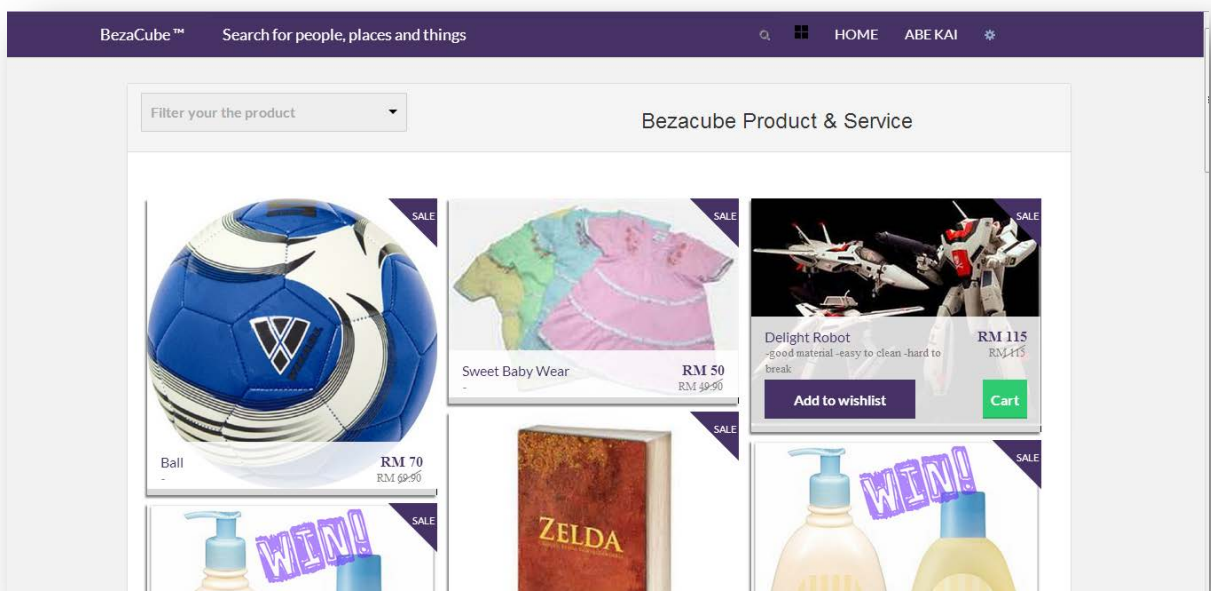 BezaCube ™ Search for people, places and things HOME ABE KAI
Filter your the product
Bezacube Product & Service
SALE
Ball RM 70
- RM 69.90
SALE
Sweet Baby Wear RM 50
- RM 49.90
SALE
Delight Robot RM 115
-good material -easy to clean -hard to RM 115
break
Add to wishlist Cart
SALE
WIN!
SALE
ZELDA
SALE
WIN!